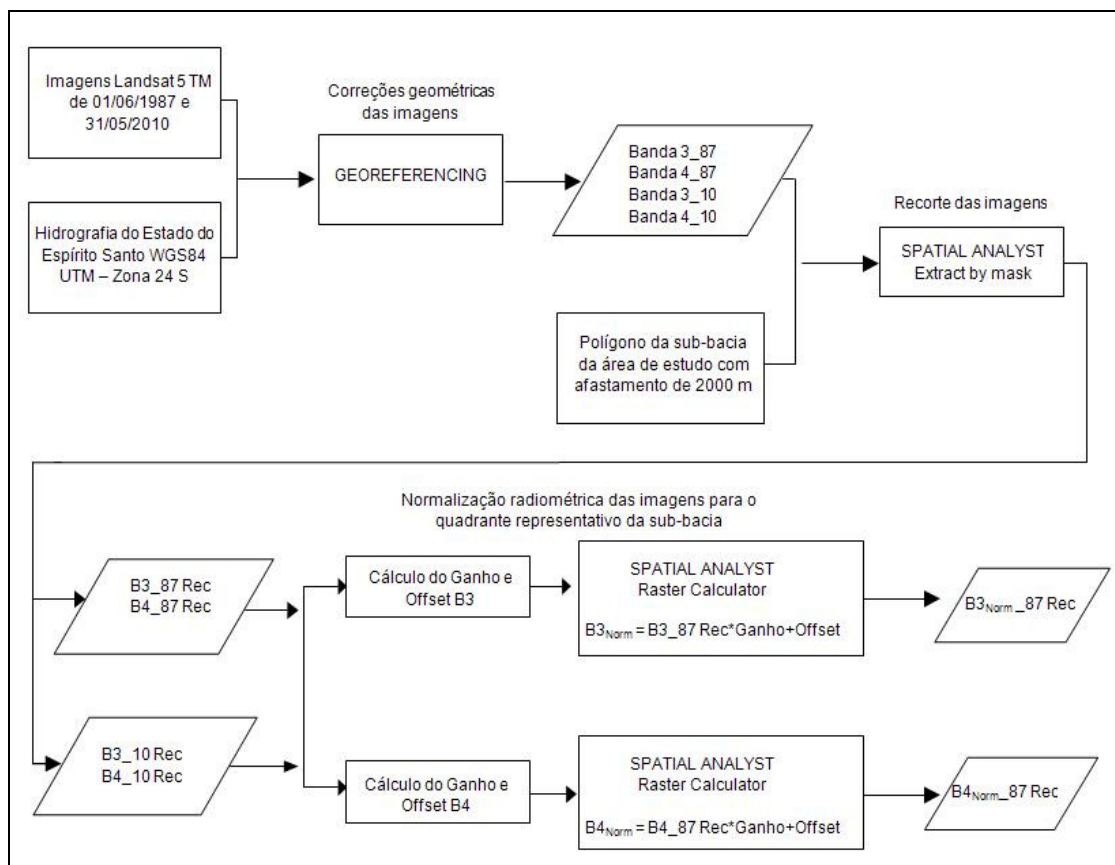 Imagens Landsat 5 TM
de 01/06/1987 e
31/05/2010
Hidrografia do Estado do
Espírito Santo WGS84
UTM – Zona 24 S
Correções geométricas
das imagens
GEOREFERENCING
Banda 3_87
Banda 4_87
Banda 3_10
Banda 4_10
Polígono da sub-bacia
da área de estudo com
afastamento de 2000 m
Recorte das imagens
SPATIAL ANALYST
Extract by mask
Normalização radiométrica das imagens para o
quadrante representativo da sub-bacia
B3_87 Rec
B4_87 Rec
Cálculo do Ganho e
Offset B3
SPATIAL ANALYST
Raster Calculator
B3Norm = B3_87 Rec*Ganho+Offset
B3Norm _87 Rec
B3_10 Rec
B4_10 Rec
Cálculo do Ganho e
Offset B4
SPATIAL ANALYST
Raster Calculator
B4Norm = B4_87 Rec*Ganho+Offset
B4Norm_87 Rec